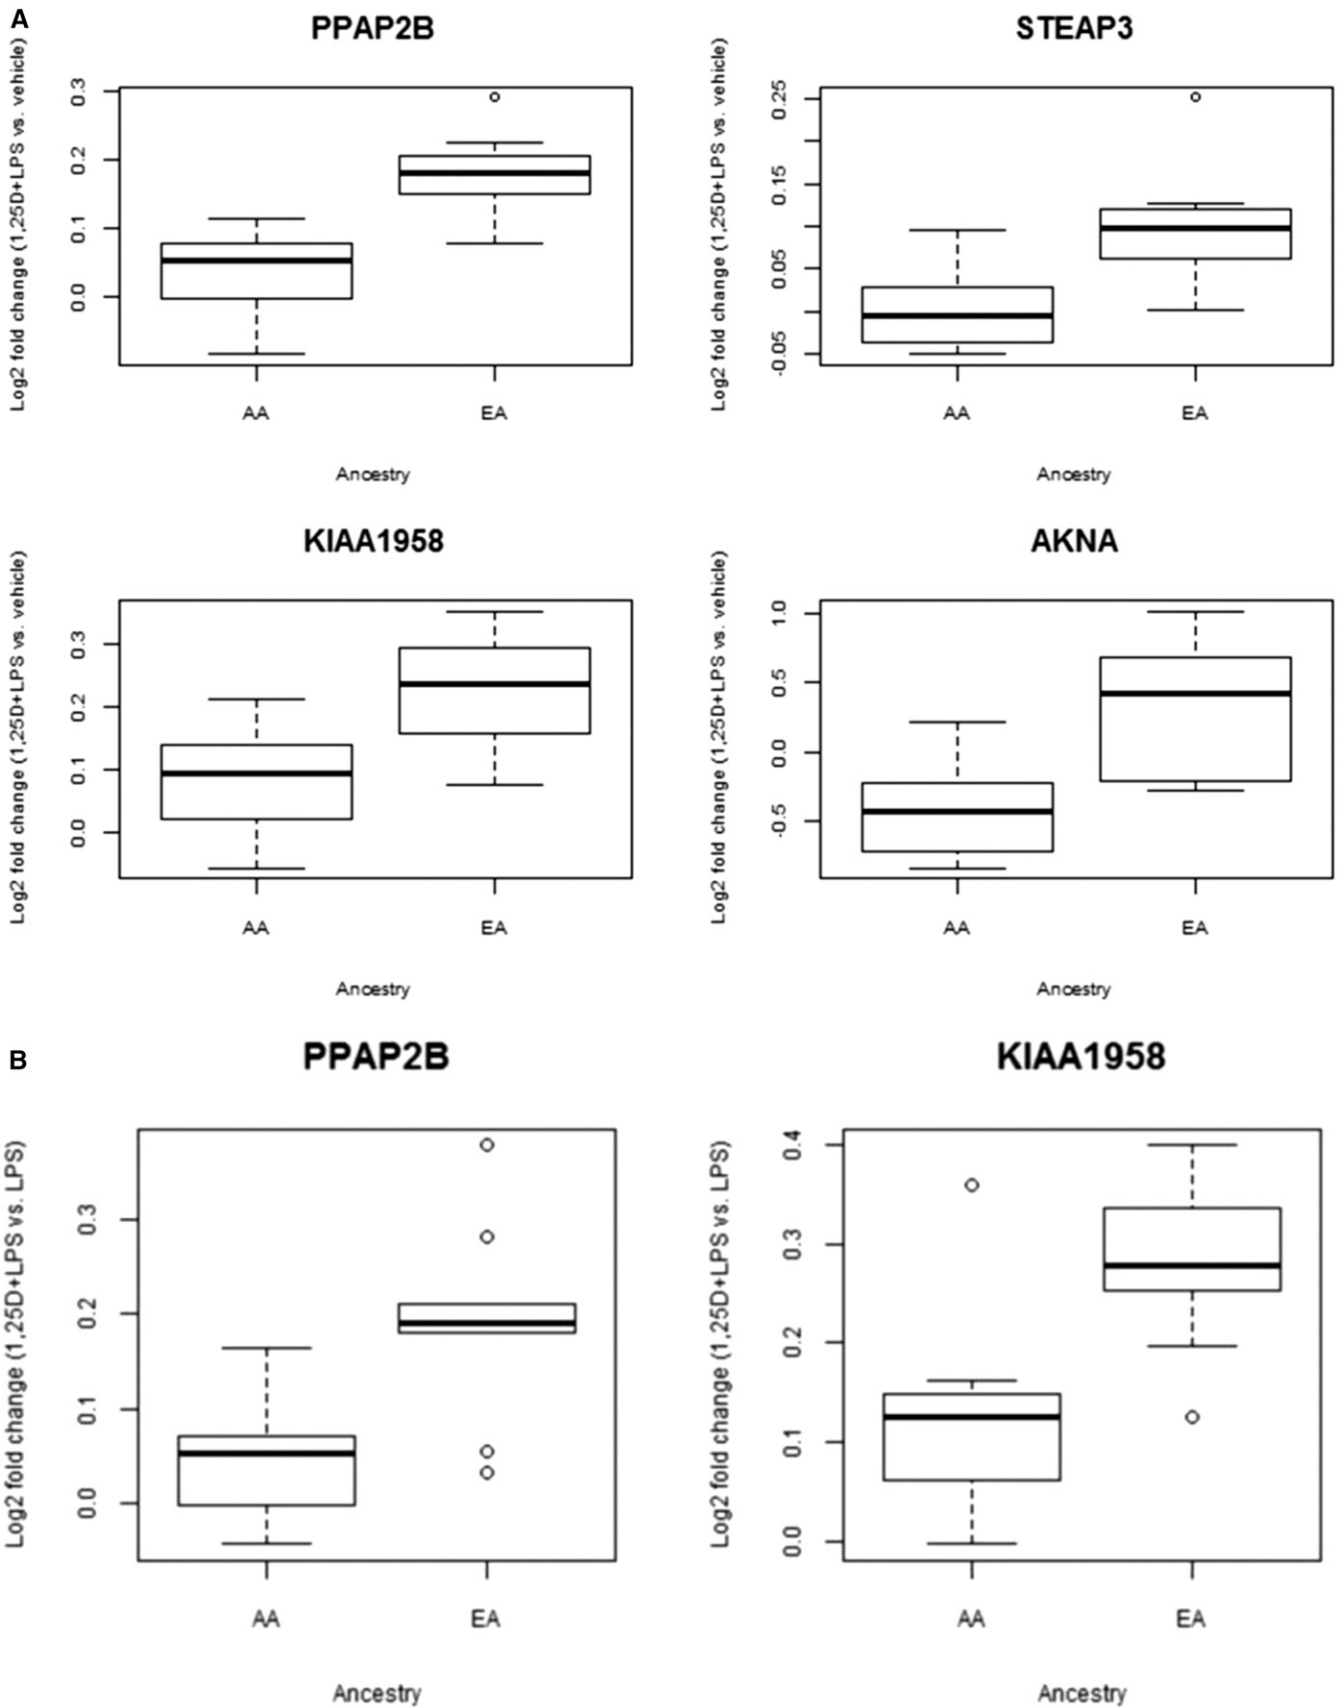 A
PPAP2B
Log2 fold change (1,25D+LPS vs. vehicle)
0.3
0.2
0.1
0.0
AA
EA
Ancestry
STEAP3
Log2 fold change (1,25D+LPS vs. vehicle)
0.25
0.15
0.05
-0.05
AA
EA
Ancestry
KIAA1958
Log2 fold change (1,25D+LPS vs. vehicle)
0.3
0.2
0.1
0.0
AA
EA
Ancestry
AKNA
Log2 fold change (1,25D+LPS vs. vehicle)
1.0
0.5
0.0
-0.5
AA
EA
Ancestry
B
PPAP2B
Log2 fold change (1,25D+LPS vs. LPS)
0.3
0.2
0.1
0.0
AA
EA
Ancestry
KIAA1958
Log2 fold change (1,25D+LPS vs. LPS)
0.4
0.3
0.2
0.1
0.0
AA
EA
Ancestry